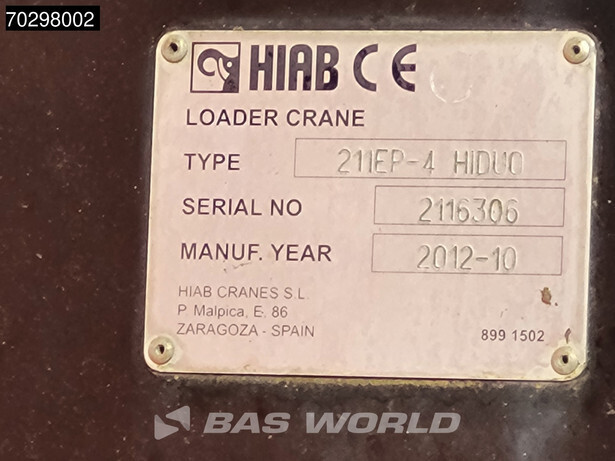 70298002
HIAB CE
LOADER CRANE
TYPE 211EP-4 HIDUO
SERIAL NO 2116306
MANUF. YEAR 2012-10
HIAB CRANES S.L.
P. Malpica, E. 86
ZARAGOZA - SPAIN
899 1502
BAS WORLD